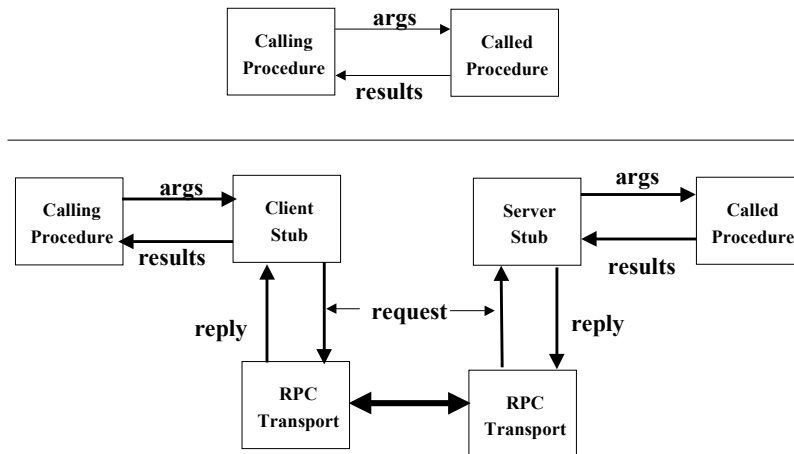 args
Calling
Procedure
Called
Procedure
results
args
Calling
Procedure
results
Client
Stub
Server
Stub
args
Called
Procedure
results
reply
request
reply
RPC
Transport
RPC
Transport